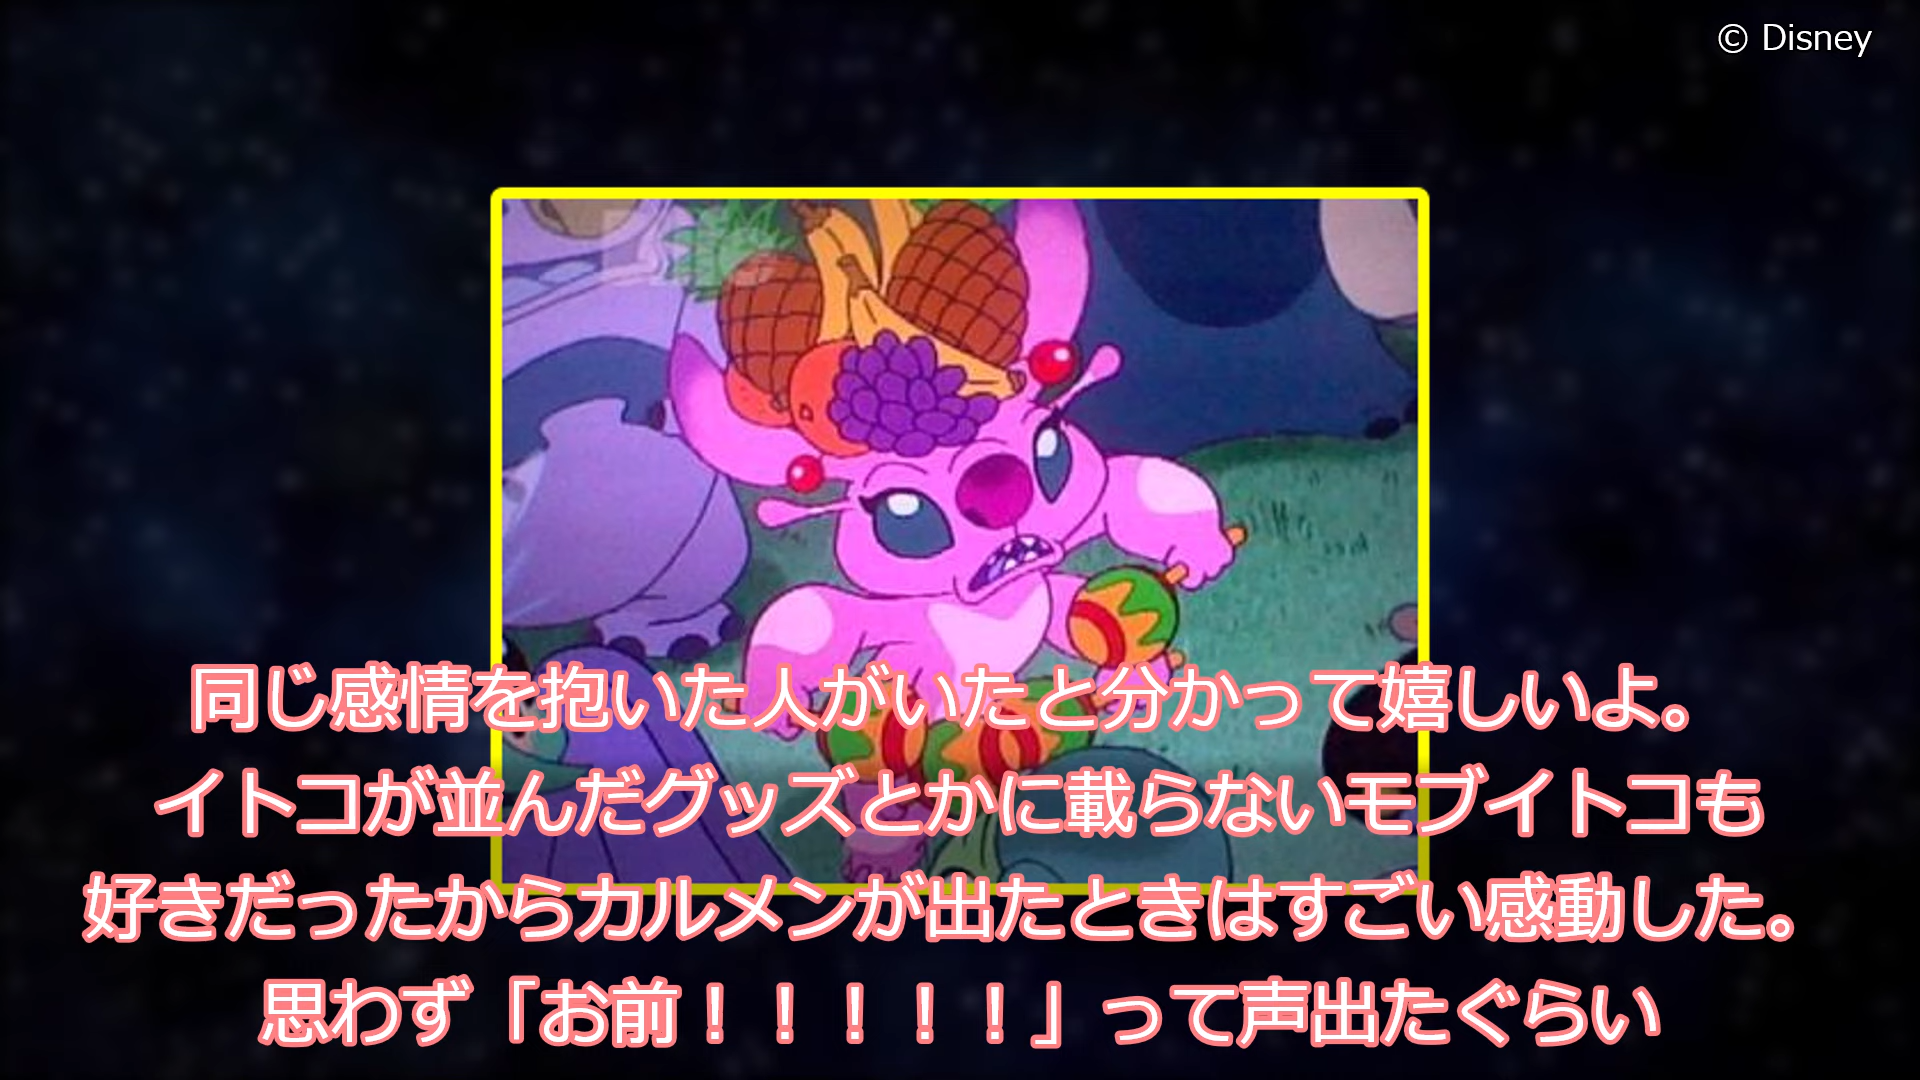 © Disney
同じ感情を抱いた人がいたと分かって嬉しいよ。
イトコが並んだグッズとかに載らないモブイトコも
好きだったからカルメンが出たときはすごい感動した。
思わず「お前！！！！！」って声出たぐらい